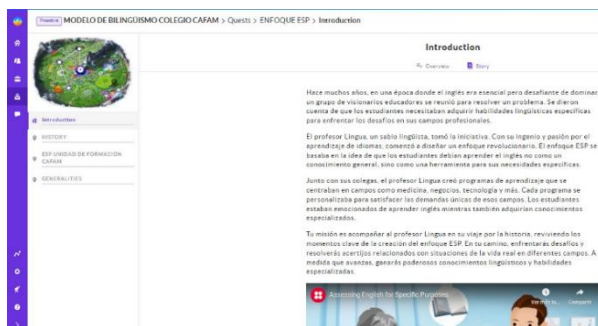 MODELO DE BILINGÜISMO COLEGIO CAFAM > Quests > ENFOQUE ESP > Introduction
Introduction
Overview Story
Introduction
HISTORY
ESP UNIDAD DE FORMACIÓN
CAFAM
GENERALITIES
Hace muchos años, en una época donde el inglés era esencial pero desafiante de dominar
un grupo de visionarios educadores se reunió para resolver un problema. Se dieron
cuenta de que los estudiantes necesitaban adquirir habilidades lingüísticas específicas
para enfrentar los desafíos en sus campos profesionales.
El profesor Lingua, un sabio lingüista, tomó la iniciativa. Con su ingenio y pasión por el
aprendizaje de idiomas, comenzó a diseñar un enfoque revolucionario. El enfoque ESP se
basaba en la idea de que los estudiantes debían aprender el inglés no como un
conocimiento general, sino como una herramienta para sus necesidades específicas.
Junto con sus colegas, el profesor Lingua creó programas de aprendizaje que se
centraban en campos como medicina, negocios, tecnología y más. Cada programa se
personalizaba para satisfacer las demandas únicas de esos campos. Los estudiantes
estaban emocionados de aprender inglés mientras también adquirían conocimientos
especializados.
Tu misión es acompañar al profesor Lingua en su viaje por la historia, reviviendo los
momentos clave de la creación del enfoque ESP. En tu camino, enfrentarás desafíos y
resolverás acertijos relacionados con situaciones de la vida real en diferentes campos. A
medida que avanzas, ganarás poderosos conocimientos lingüísticos y habilidades
especializadas.
Assessing English for Specific Purposes
Ver más ta... Compartir